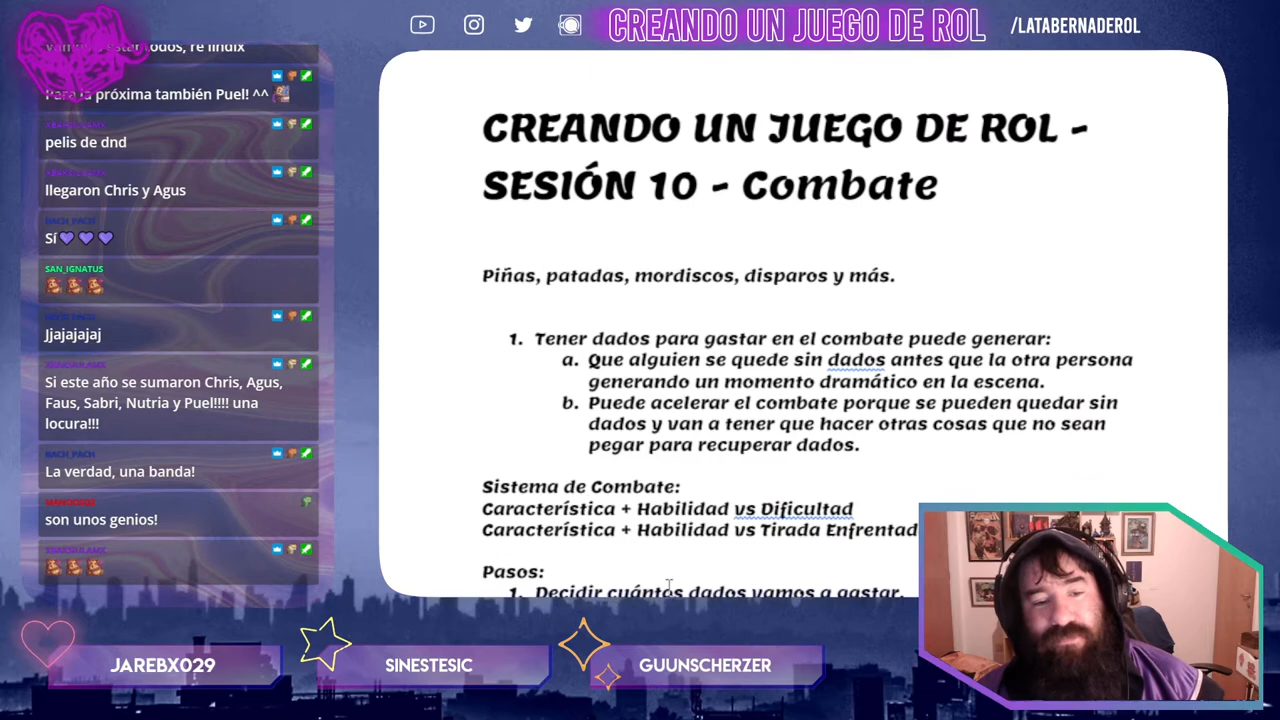 CREANDO UN JUEGO DE ROL
/LATABERNADEROL
Para la próxima también Puel! ^^
pelis de dnd
llegaron Chris y Agus
BACH_PACH
Sí
SAN_IGNATUS
Jjajajajaj
Si este año se sumaron Chris, Agus,
Faus, Sabri, Nutria y Puel!!!! una
locura!!!
BACH_PACH
La verdad, una banda!
son unos genios!
CREANDO UN JUEGO DE ROL -
SESIÓN 10 - Combate
Piñas, patadas, mordiscos, disparos y más.
1. Tener dados para gastar en el combate puede generar:
a. Que alguien se quede sin dados antes que la otra persona
generando un momento dramático en la escena.
b. Puede acelerar el combate porque se pueden quedar sin
dados y van a tener que hacer otras cosas que no sean
pegar para recuperar dados.
Sistema de Combate:
Característica + Habilidad vs Dificultad
Característica + Habilidad vs Tirada Enfrentad
Pasos:
1. Decidir cuántos dados vamos a gastar.
JAREBX029
SINESTESIC
GUUNSCHERZER